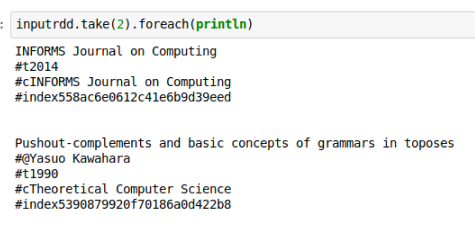 : inputrdd.take(2).foreach(println)
INFORMS Journal on Computing
#t2014
#cINFORMS Journal on Computing
#index558ac6e0612c41e6b9d39eed
Pushout-complements and basic concepts of grammars in toposes
#@Yasuo Kawahara
#t1990
#cTheoretical Computer Science
#index5390879920f70186a0d422b8